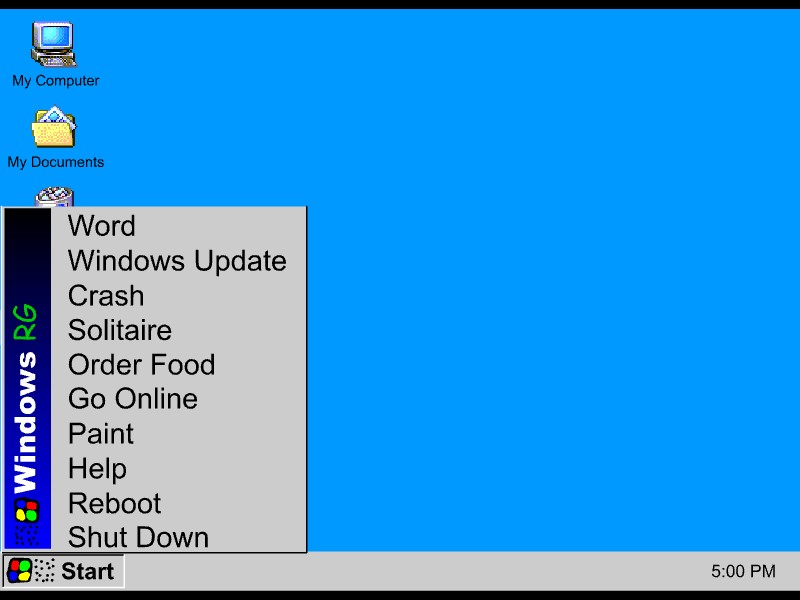 My Computer
My Documents
Word
Windows Update
Crash
Solitaire
Order Food
Go Online
Paint
Help
Reboot
Shut Down
Windows RG
Start
5:00 PM